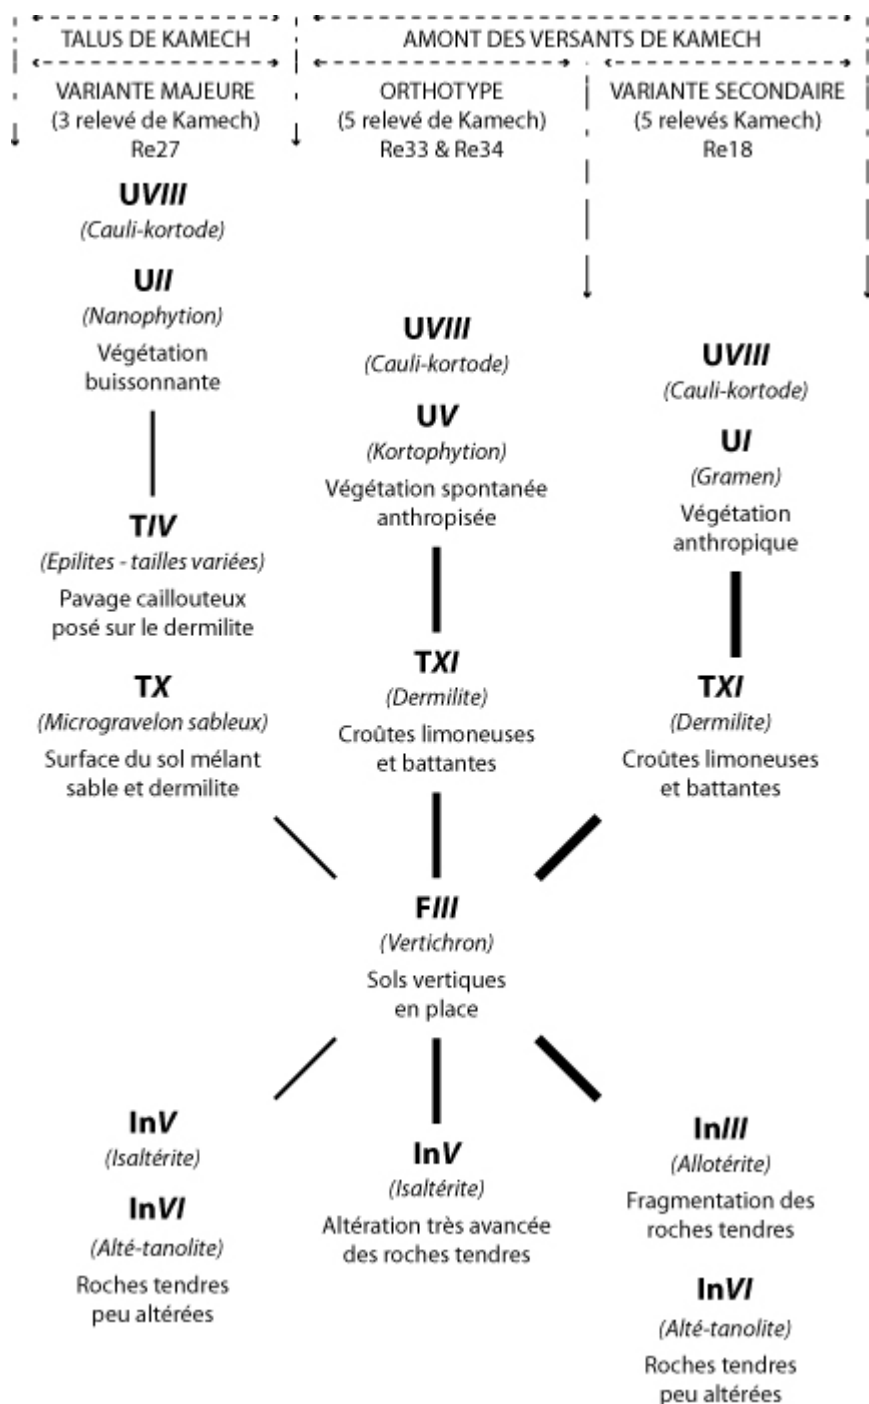 TALUS DE KAMECH
AMONT DES VERSANTS DE KAMECH
VARIANTE MAJEURE
(3 relevé de Kamech)
Re27
ORTHOTYPE
(5 relevé de Kamech)
Re33 & Re34
VARIANTE SECONDAIRE
(5 relevés Kamech)
Re18
UVIII
(Cauli-kortode)
UII
(Nanophytion)
Végétation
buissonnante
TIV
(Epilites - tailles variées)
Pavage caillouteux
posé sur le dermilite
TX
(Microgravelon sableux)
Surface du sol mélant
sable et dermilite
UVIII
(Cauli-kortode)
UV
(Kortophytion)
Végétation spontanée
anthropisée
TXI
(Dermilite)
Croûtes limoneuses
et battantes
UVIII
(Cauli-kortode)
UI
(Gramen)
Végétation
anthropique
TXI
(Dermilite)
Croûtes limoneuses
et battantes
FIII
(Vertichron)
Sols vertiques
en place
InV
(Isaltérite)
InVI
(Alté-tanolite)
Roches tendres
peu altérées
InV
(Isaltérite)
Altération très avancée
des roches tendres
InIII
(Allotérite)
Fragmentation des
roches tendres
InVI
(Alté-tanolite)
Roches tendres
peu altérées